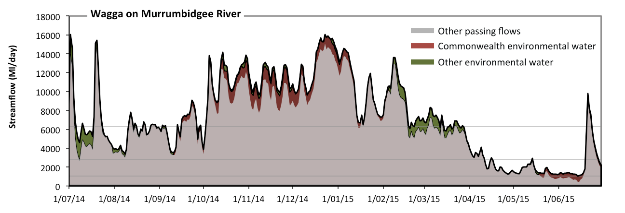 Wagga on Murrumbidgee River
Streamflow (Ml/day)
18000
16000
14000
12000
10000
8000
6000
4000
2000
0
Other passing flows
Commonwealth environmental water
Other environmental water
1/07/14 1/08/14 1/09/14 1/10/14 1/11/14 1/12/14 1/01/15 1/02/15 1/03/15 1/04/15 1/05/15 1/06/15